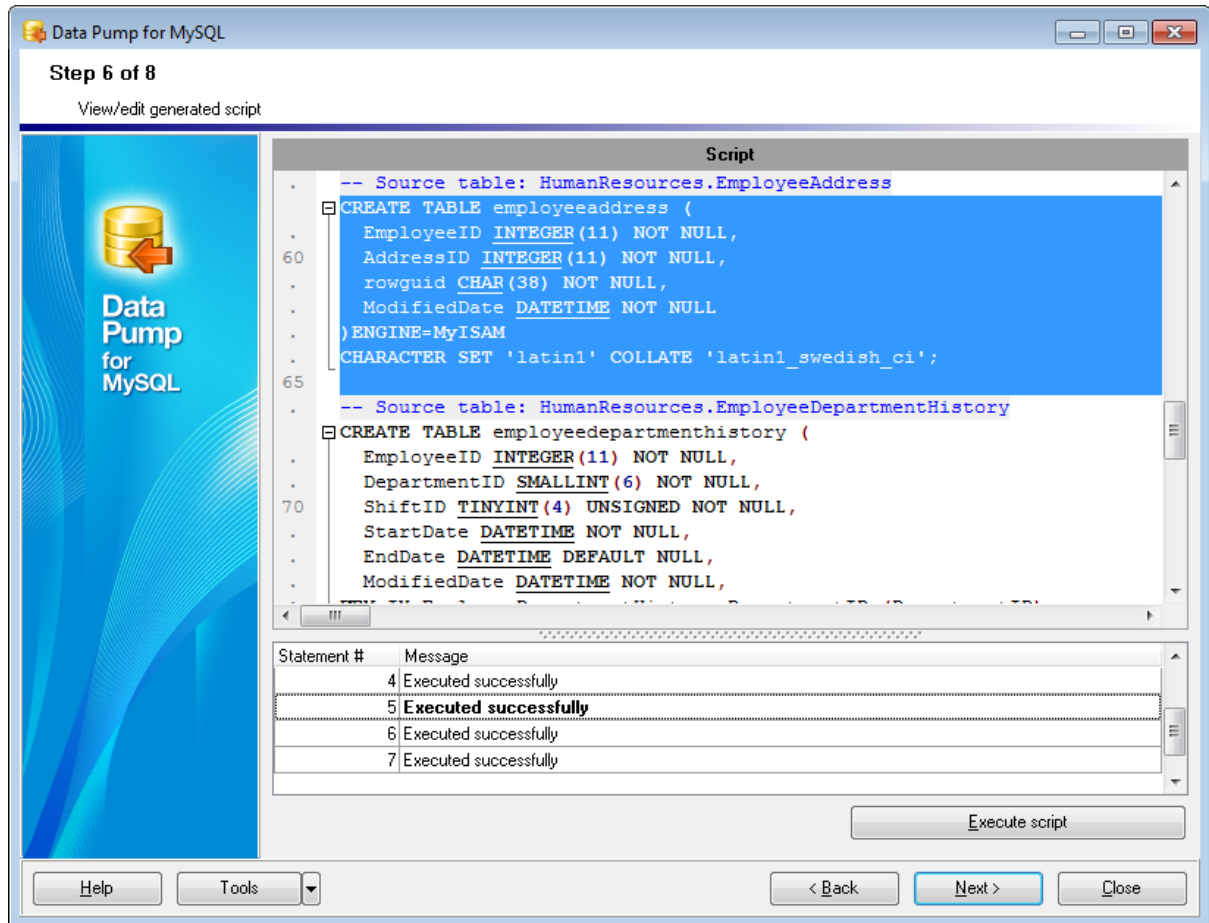 Data Pump for MySQL
Step 6 of 8
View/edit generated script
Data
Pump
for
MySQL
Script
-- Source table: HumanResources.EmployeeAddress
CREATE TABLE employeeaddress (
EmployeeID INTEGER(11) NOT NULL,
60 AddressID INTEGER(11) NOT NULL,
rowguid CHAR(38) NOT NULL,
ModifiedDate DATETIME NOT NULL
)ENGINE=MyISAM
CHARACTER SET 'latin1' COLLATE 'latin1_swedish_ci';
65
-- Source table: HumanResources.EmployeeDepartmentHistory
CREATE TABLE employeedepartmenthistory (
EmployeeID INTEGER(11) NOT NULL,
DepartmentID SMALLINT(6) NOT NULL,
70 ShiftID TINYINT(4) UNSIGNED NOT NULL,
StartDate DATETIME NOT NULL,
EndDate DATETIME DEFAULT NULL,
ModifiedDate DATETIME NOT NULL,
Statement # Message
4 Executed successfully
5 Executed successfully
6 Executed successfully
7 Executed successfully
Execute script
Help Tools < Back Next > Close